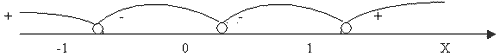 + - - +
-1 0 1 X